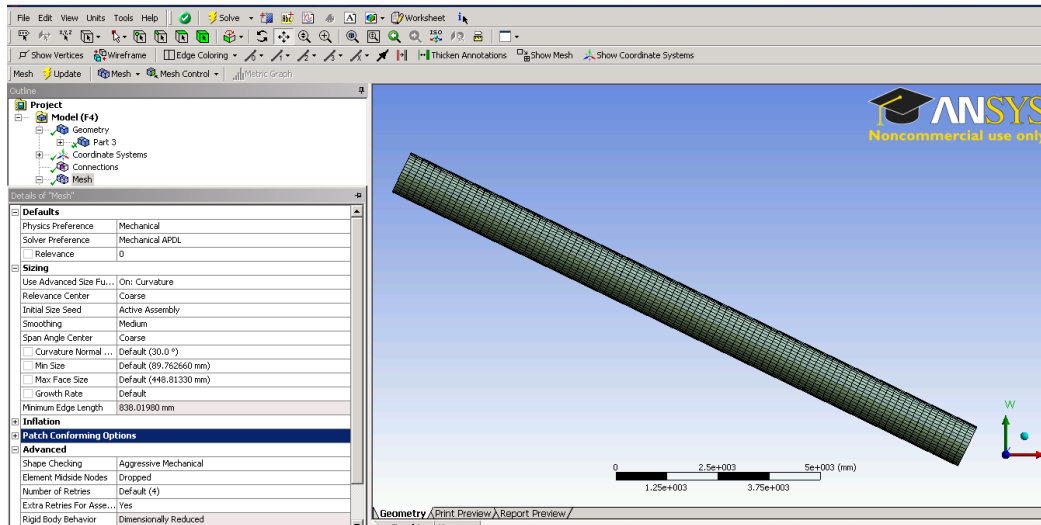 File Edit View Units Tools Help Solve Worksheet
Show Vertices Wireframe Edge Coloring Thicken Annotations Show Mesh Show Coordinate Systems
Mesh Update Mesh Mesh Control Metric Graph
Outline
Project
Model (F4)
Geometry
Part 3
Coordinate Systems
Connections
Mesh
Details of "Mesh"
Defaults
Physics Preference Mechanical
Solver Preference Mechanical APDL
Relevance 0
Sizing
Use Advanced Size Fu... On: Curvature
Relevance Center Coarse
Initial Size Seed Active Assembly
Smoothing Medium
Span Angle Center Coarse
Curvature Normal ... Default (30.0 °)
Min Size Default (89.762660 mm)
Max Face Size Default (448.81330 mm)
Growth Rate Default
Minimum Edge Length 838.01980 mm
Inflation
Patch Conforming Options
Advanced
Shape Checking Aggressive Mechanical
Element Midside Nodes Dropped
Number of Retries Default (4)
Extra Retries For Asse... Yes
Rigid Body Behavior Dimensionally Reduced
ANSYS
Noncommercial use only
W
0 2.5e+003 5e+003 (mm)
1.25e+003 3.75e+003
Geometry Print Preview Report Preview